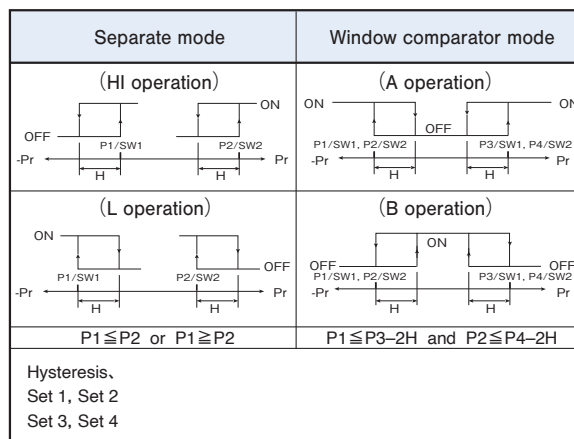 Separate mode
Window comparator mode
(HI operation)
ON
OFF
P1/SW1
P2/SW2
-Pr
Pr
H
H
(A operation)
ON
ON
OFF
P1/SW1, P2/SW2
P3/SW1, P4/SW2
-Pr
Pr
H
H
(L operation)
ON
P1/SW1
P2/SW2
OFF
-Pr
Pr
H
H
(B operation)
ON
OFF
OFF
P1/SW1, P2/SW2
P3/SW1, P4/SW2
-Pr
Pr
H
H
P1≦P2 or P1≧P2
P1≦P3–2H and P2≦P4–2H
Hysteresis、
Set 1, Set 2
Set 3, Set 4